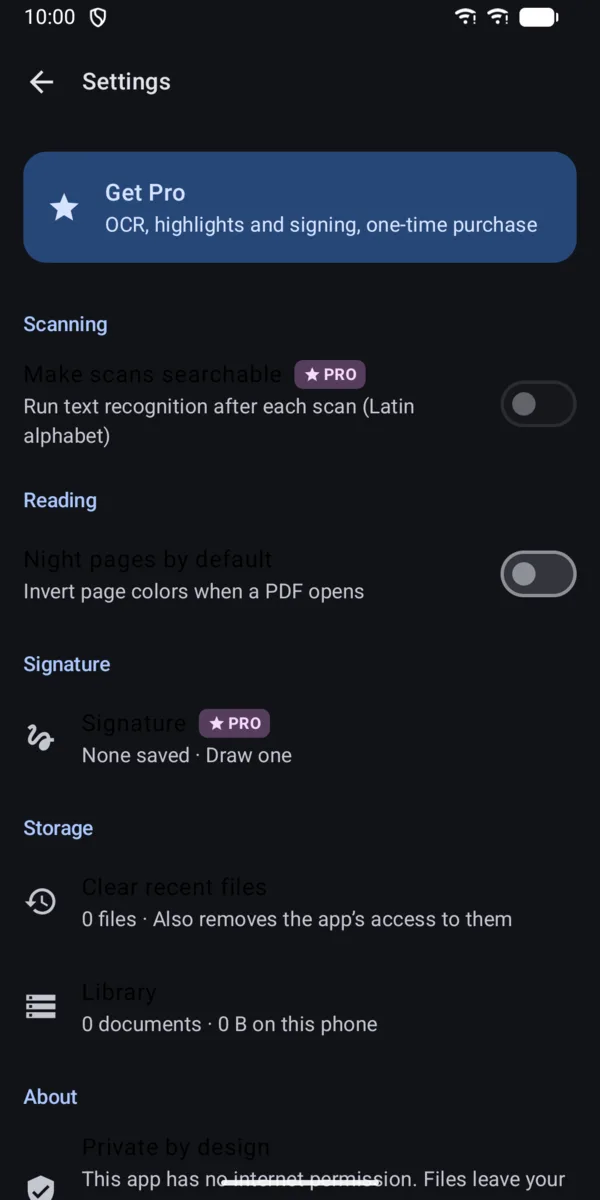 10:00
Settings
Get Pro
OCR, highlights and signing, one-time purchase
Scanning
Make scans searchable PRO
Run text recognition after each scan (Latin
alphabet)
Reading
Night pages by default
Invert page colors when a PDF opens
Signature
Signature PRO
None saved · Draw one
Storage
Clear recent files
0 files · Also removes the app’s access to them
Library
0 documents · 0 B on this phone
About
Private by design
This app has no internet permission. Files leave your